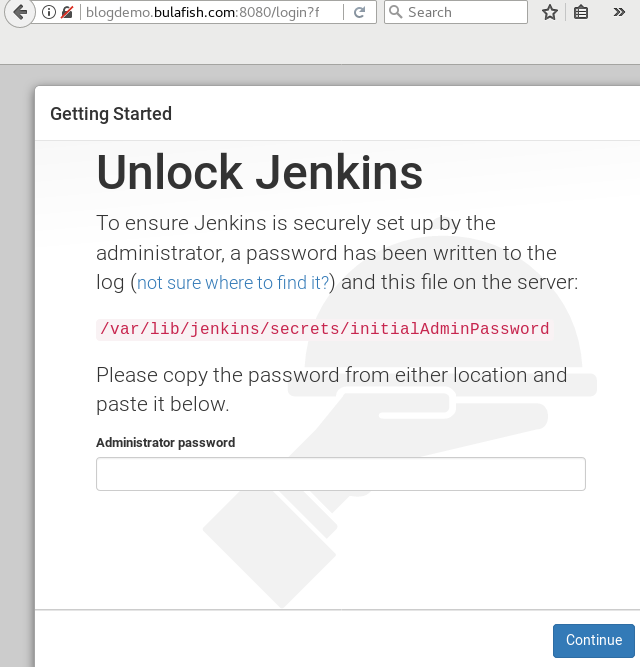 blogdemo.bulafish.com:8080/login?f
Search
Getting Started
Unlock Jenkins
To ensure Jenkins is securely set up by the
administrator, a password has been written to the
log (not sure where to find it?) and this file on the server:
/var/lib/jenkins/secrets/initialAdminPassword
Please copy the password from either location and
paste it below.
Administrator password
Continue